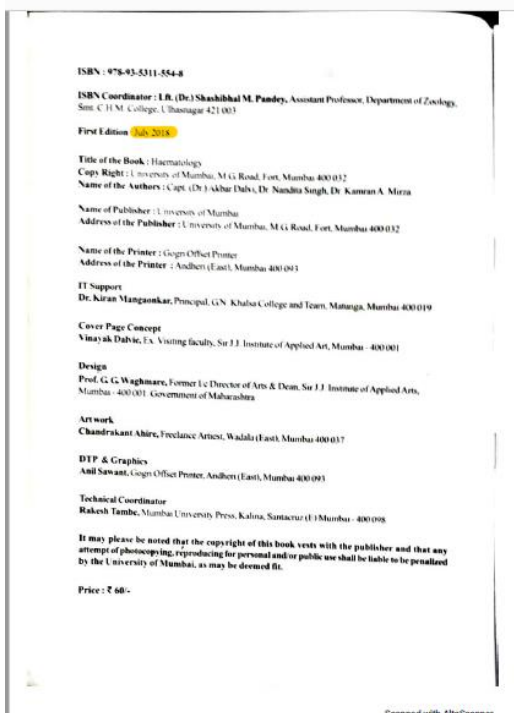 ISBN : 978-93-5311-554-8
ISBN Coordinator : Lft. (Dr.) Shashibhal M. Pandey, Assistant Professor, Department of Zoology,
Smt. C H M. College, Ulhasnagar 421 003
First Edition July 2018
Title of the Book : Haematology
Copy Right : University of Mumbai, M G Road, Fort, Mumbai 400 032
Name of the Authors : Capt. (Dr.) Akbar Dalvi, Dr. Nandita Singh, Dr Kamran A. Mirza
Name of Publisher : University of Mumbai
Address of the Publisher : University of Mumbai, M.G Road, Fort, Mumbai 400 032
Name of the Printer : Gogn Offset Printer
Address of the Printer : Andheri (East), Mumbai 400 093
IT Support
Dr. Kiran Mangaonkar, Principal, GN Khalsa College and Team, Matunga, Mumbai 400 019
Cover Page Concept
Vinayak Dalvie, Ex. Visiting faculty, Sir J.J. Institute of Applied Art, Mumbai - 400 001
Design
Prof. G. G. Waghmare, Former I/c Director of Arts & Dean, Sir J.J. Institute of Applied Arts,
Mumbai - 400 001 Government of Maharashtra
Art work
Chandrakant Ahire, Freelance Artiest, Wadala (East), Mumbai 400 037
DTP & Graphics
Anil Sawant, Gogn Offset Printer, Andheri (East), Mumbai 400 093
Technical Coordinator
Rakesh Tambe, Mumbai University Press, Kalina, Santacruz (E) Mumbai - 400 098
It may please be noted that the copyright of this book vests with the publisher and that any
attempt of photocopying, reproducing for personal and/or public use shall be liable to be penalized
by the University of Mumbai, as may be deemed fit.
Price : ₹ 60/-
Scanned with AltaScanner